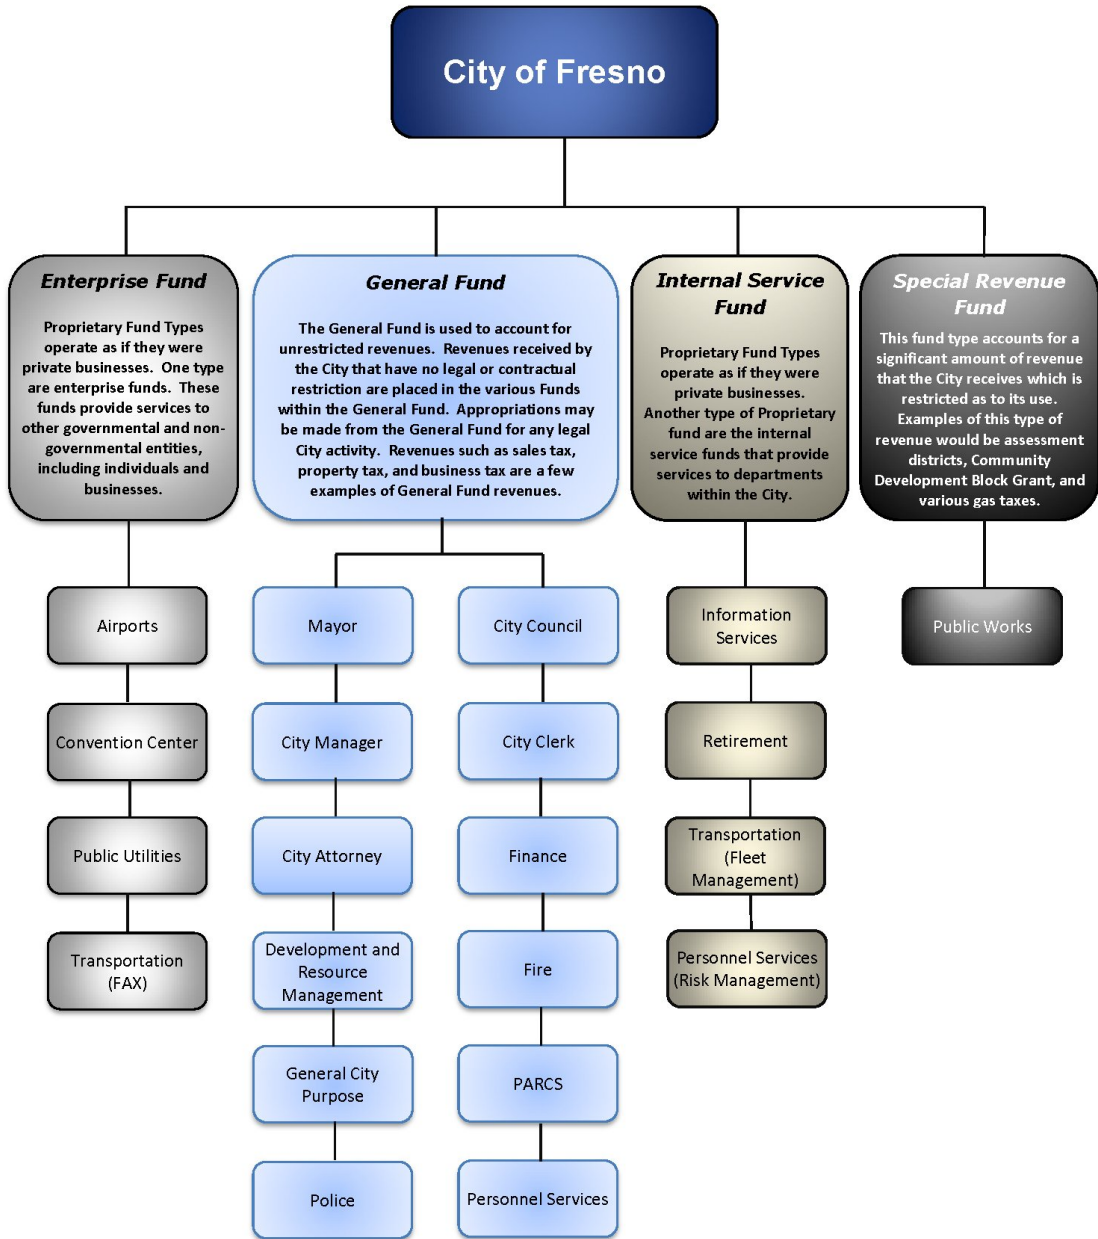 City of Fresno
Enterprise Fund
Proprietary Fund Types
operate as if they were
private businesses. One type
are enterprise funds. These
funds provide services to
other governmental and non-
governmental entities,
including individuals and
businesses.
General Fund
The General Fund is used to account for
unrestricted revenues. Revenues received by
the City that have no legal or contractual
restriction are placed in the various Funds
within the General Fund. Appropriations may
be made from the General Fund for any legal
City activity. Revenues such as sales tax,
property tax, and business tax are a few
examples of General Fund revenues.
Internal Service
Fund
Proprietary Fund Types
operate as if they were
private businesses.
Another type of Proprietary
fund are the internal
service funds that provide
services to departments
within the City.
Special Revenue
Fund
This fund type accounts for a
significant amount of revenue
that the City receives which is
restricted as to its use.
Examples of this type of
revenue would be assessment
districts, Community
Development Block Grant, and
various gas taxes.
Airports
Convention Center
Public Utilities
Transportation
(FAX)
Mayor
City Manager
City Attorney
Development and
Resource
Management
General City
Purpose
Police
City Council
City Clerk
Finance
Fire
PARCS
Personnel Services
Information
Services
Retirement
Transportation
(Fleet
Management)
Personnel Services
(Risk Management)
Public Works